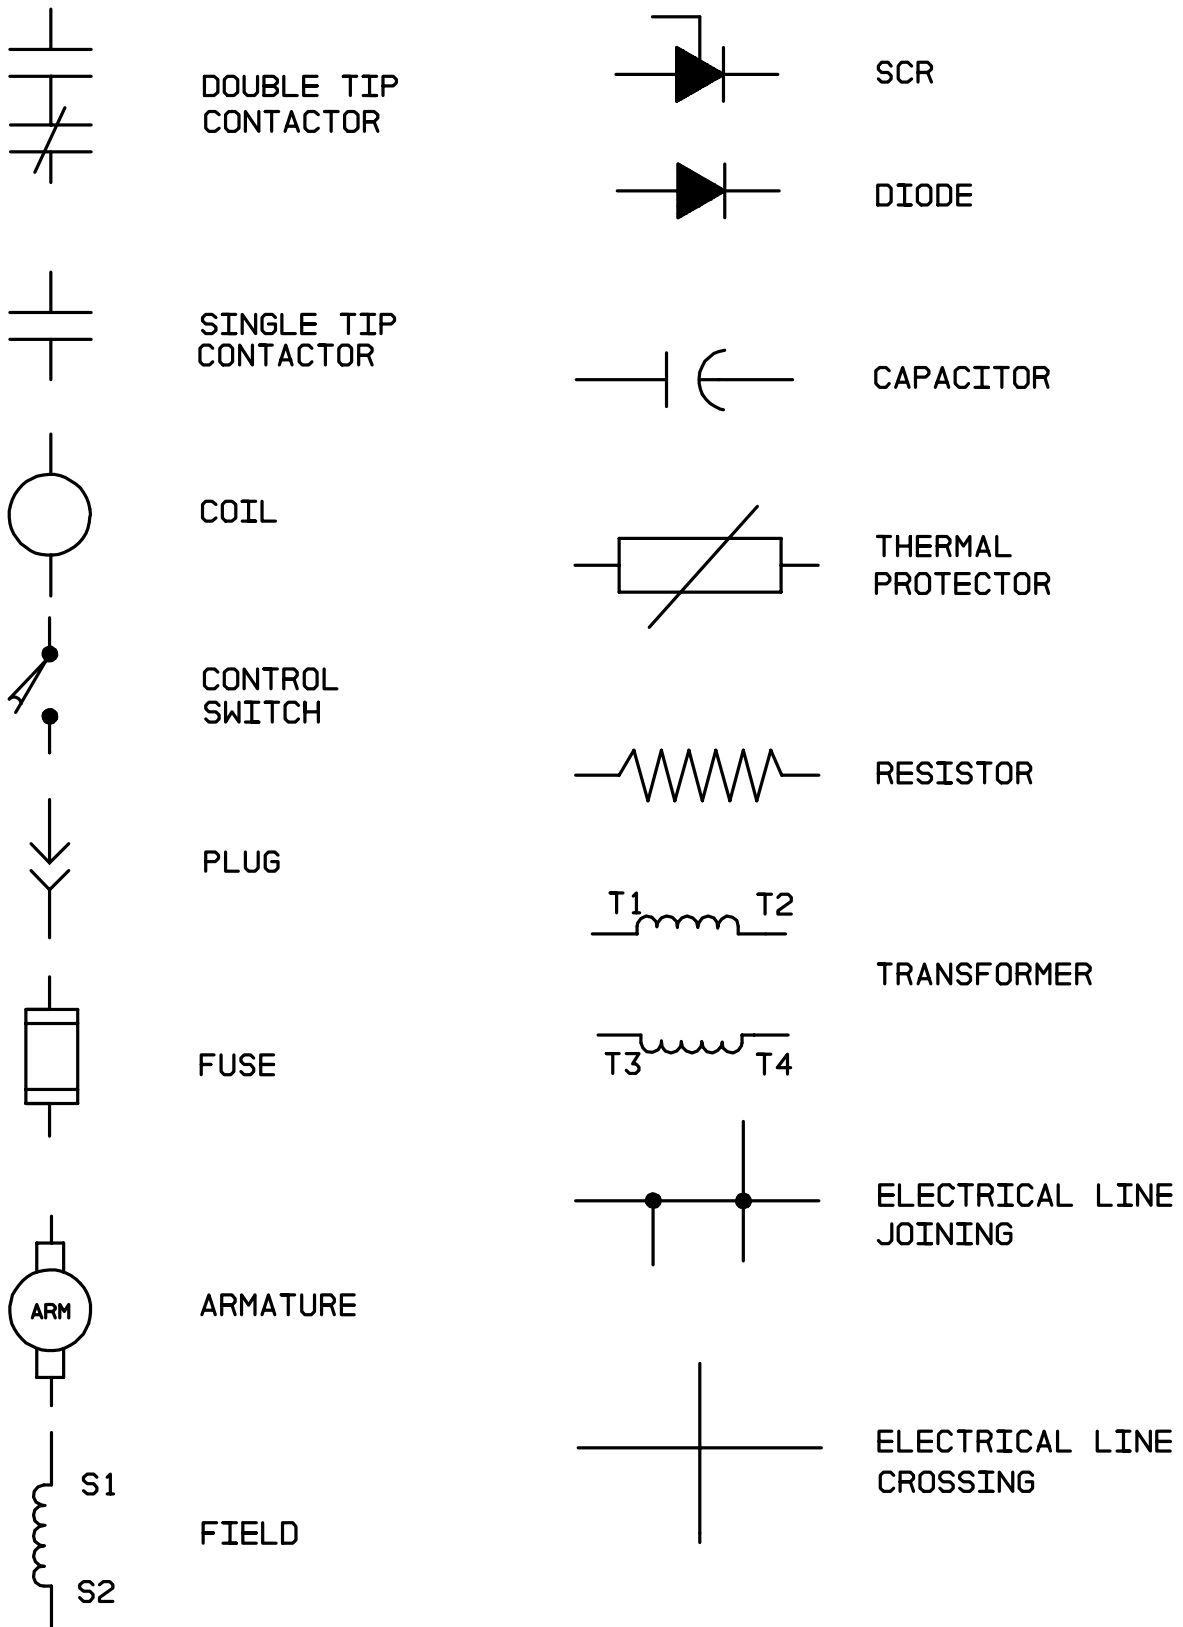 DOUBLE TIP
CONTACTOR
SINGLE TIP
CONTACTOR
COIL
CONTROL
SWITCH
PLUG
FUSE
ARM
ARMATURE
S1
FIELD
S2
SCR
DIODE
CAPACITOR
THERMAL
PROTECTOR
RESISTOR
T1 T2
TRANSFORMER
T3 T4
ELECTRICAL LINE
JOINING
ELECTRICAL LINE
CROSSING